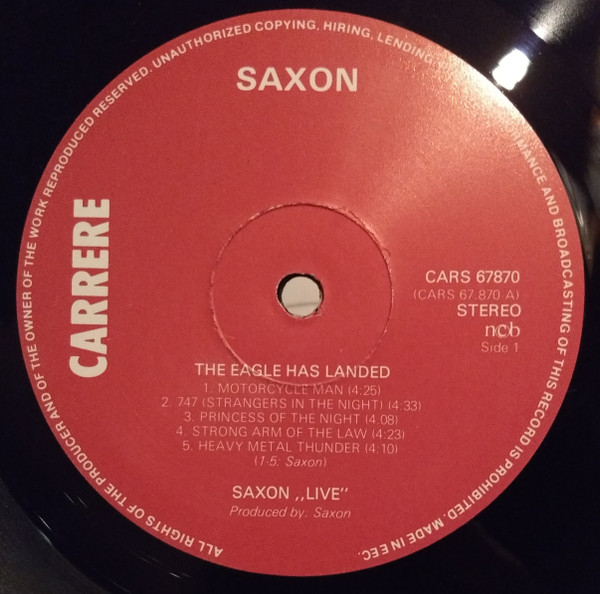 SAXON
CARRERE
CARS 67870
(CARS 67.870 A)
STEREO
ncb
Side 1
THE EAGLE HAS LANDED
1. MOTORCYCLE MAN (4:25)
2. 747 (STRANGERS IN THE NIGHT) (4:33)
3. PRINCESS OF THE NIGHT (4.08)
4. STRONG ARM OF THE LAW (4:23)
5. HEAVY METAL THUNDER (4:10)
(1-5: Saxon)
SAXON ,,LIVE"
Produced by. Saxon
ALL RIGHTS OF THE PRODUCER AND OF THE OWNER OF THE WORK REPRODUCED RESERVED. UNAUTHORIZED COPYING, HIRING, LENDING, AND BROADCASTING OF THIS RECORD IS PROHIBITED. MADE IN EEC.